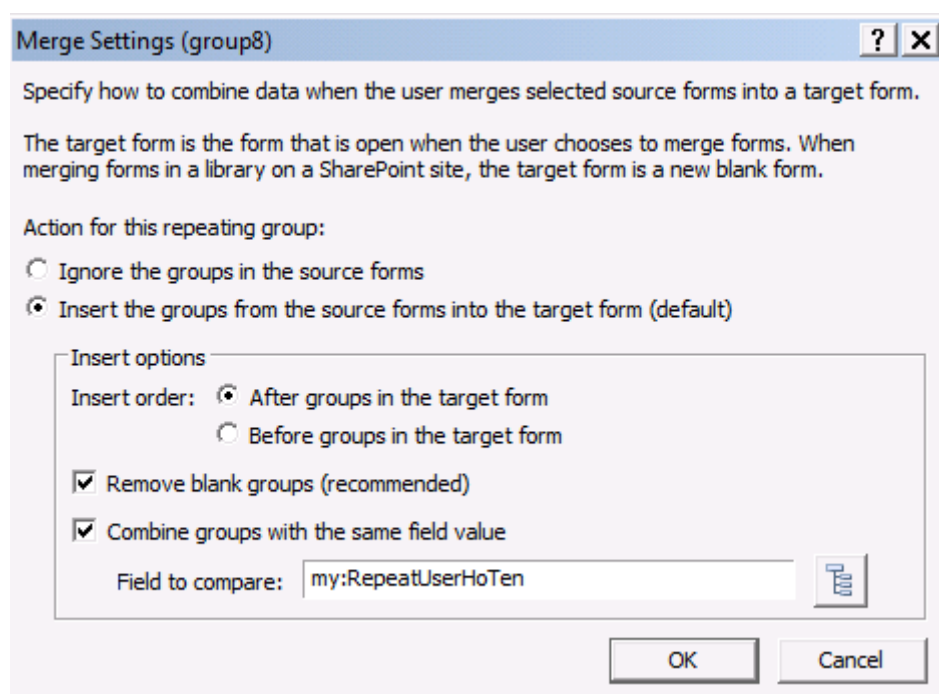 Merge Settings (group8)
Specify how to combine data when the user merges selected source forms into a target form.
The target form is the form that is open when the user chooses to merge forms. When
merging forms in a library on a SharePoint site, the target form is a new blank form.
Action for this repeating group:
Ignore the groups in the source forms
Insert the groups from the source forms into the target form (default)
Insert options
Insert order: After groups in the target form
Before groups in the target form
Remove blank groups (recommended)
Combine groups with the same field value
Field to compare: my:RepeatUserHoTen
OK Cancel